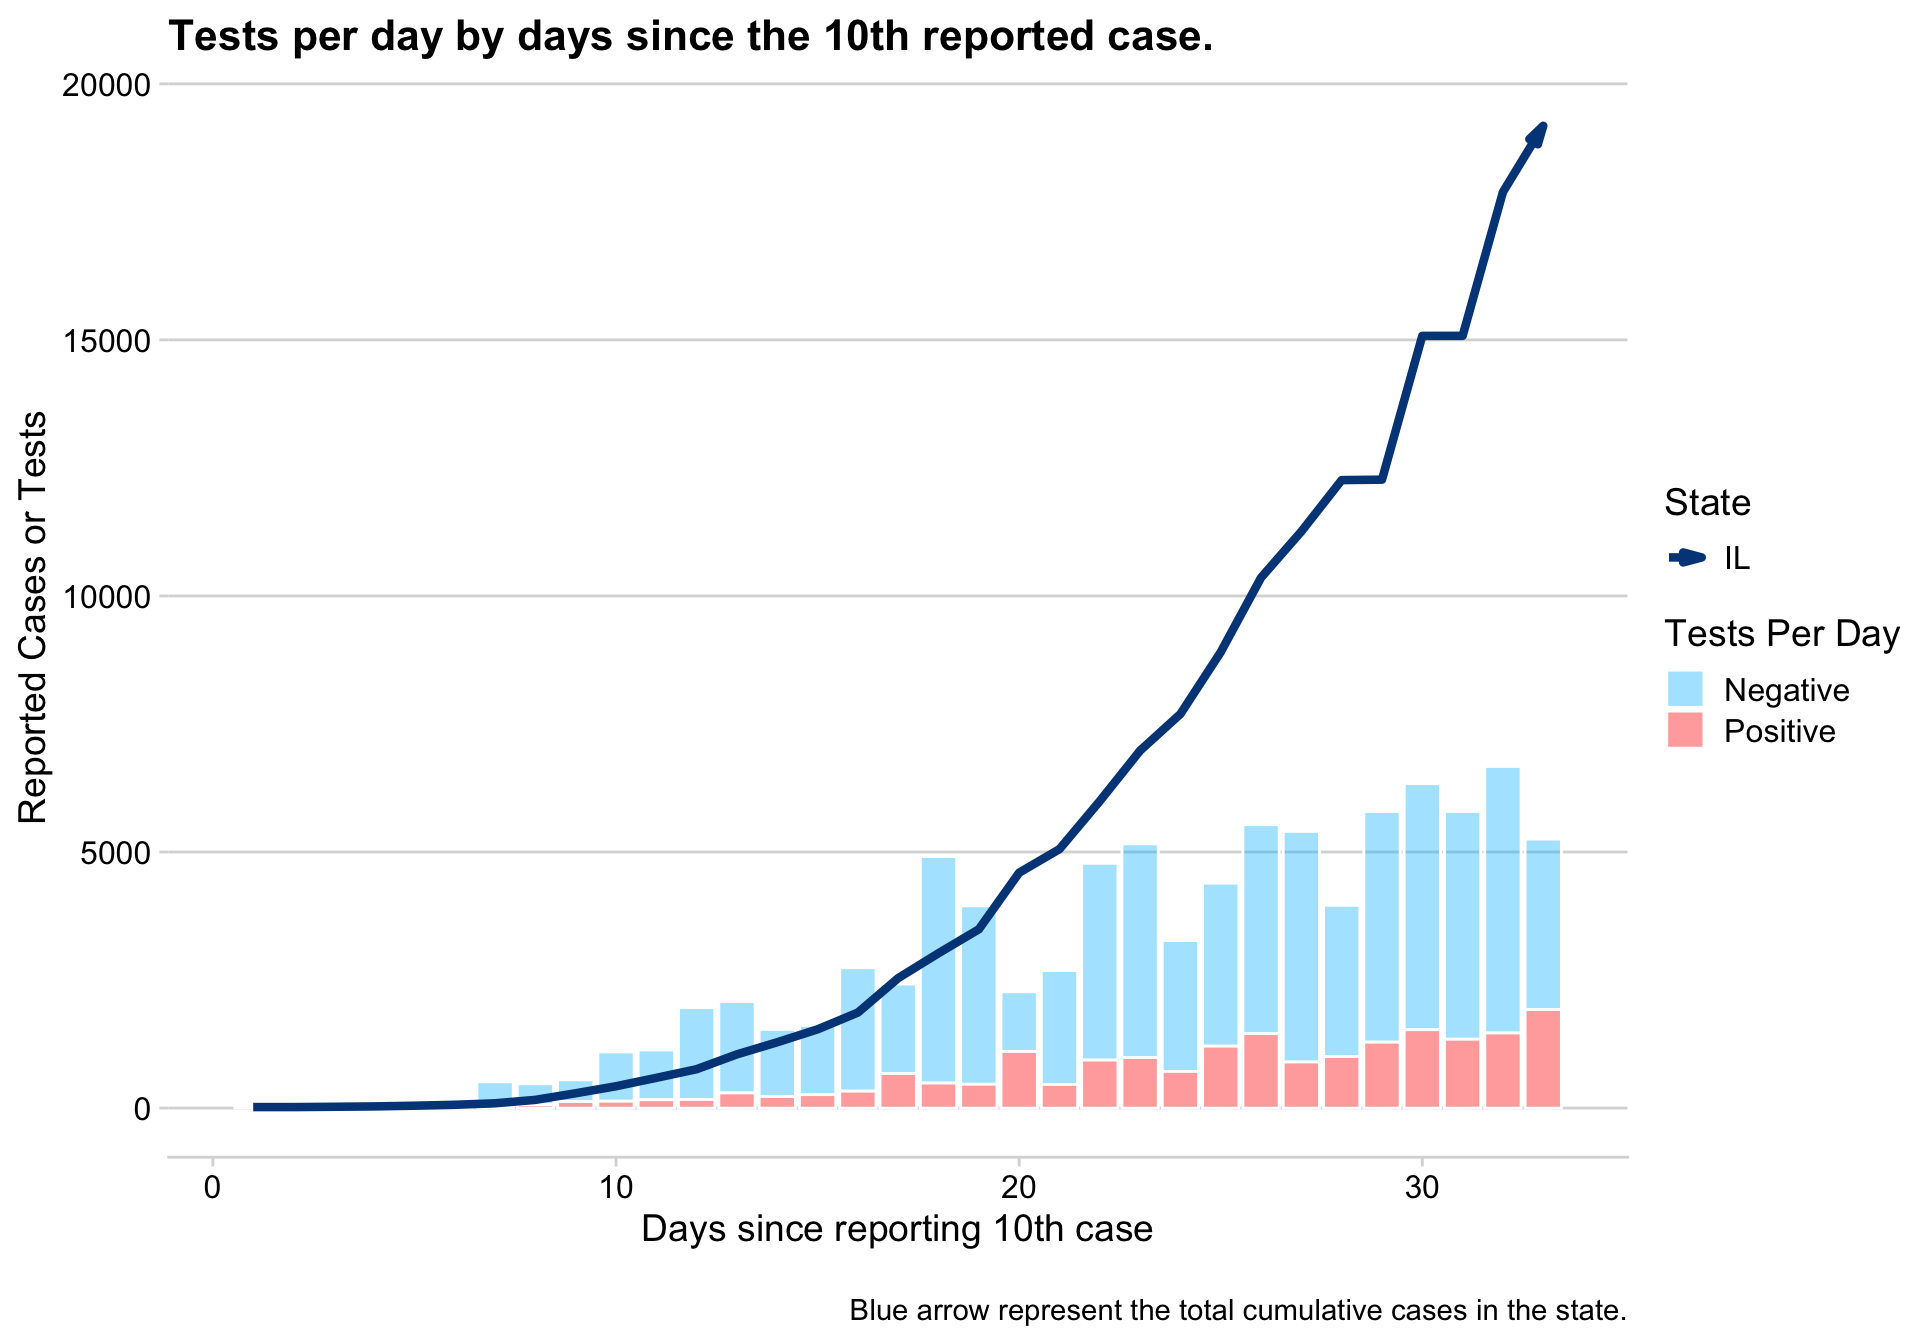 Tests per day by days since the 10th reported case.
20000
15000
10000
5000
0
Reported Cases or Tests
0
10
20
30
Days since reporting 10th case
State
IL
Tests Per Day
Negative
Positive
Blue arrow represent the total cumulative cases in the state.